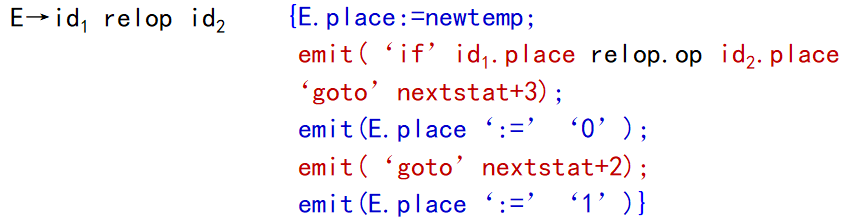 E→id₁ relop id₂ {E.place:=newtemp;
emit( ‘if’ id₁.place relop.op id₂.place
‘goto’ nextstat+3);
emit(E.place ‘:=’ ‘0’ );
emit( ‘goto’ nextstat+2);
emit(E.place ‘:=’ ‘1’ )}